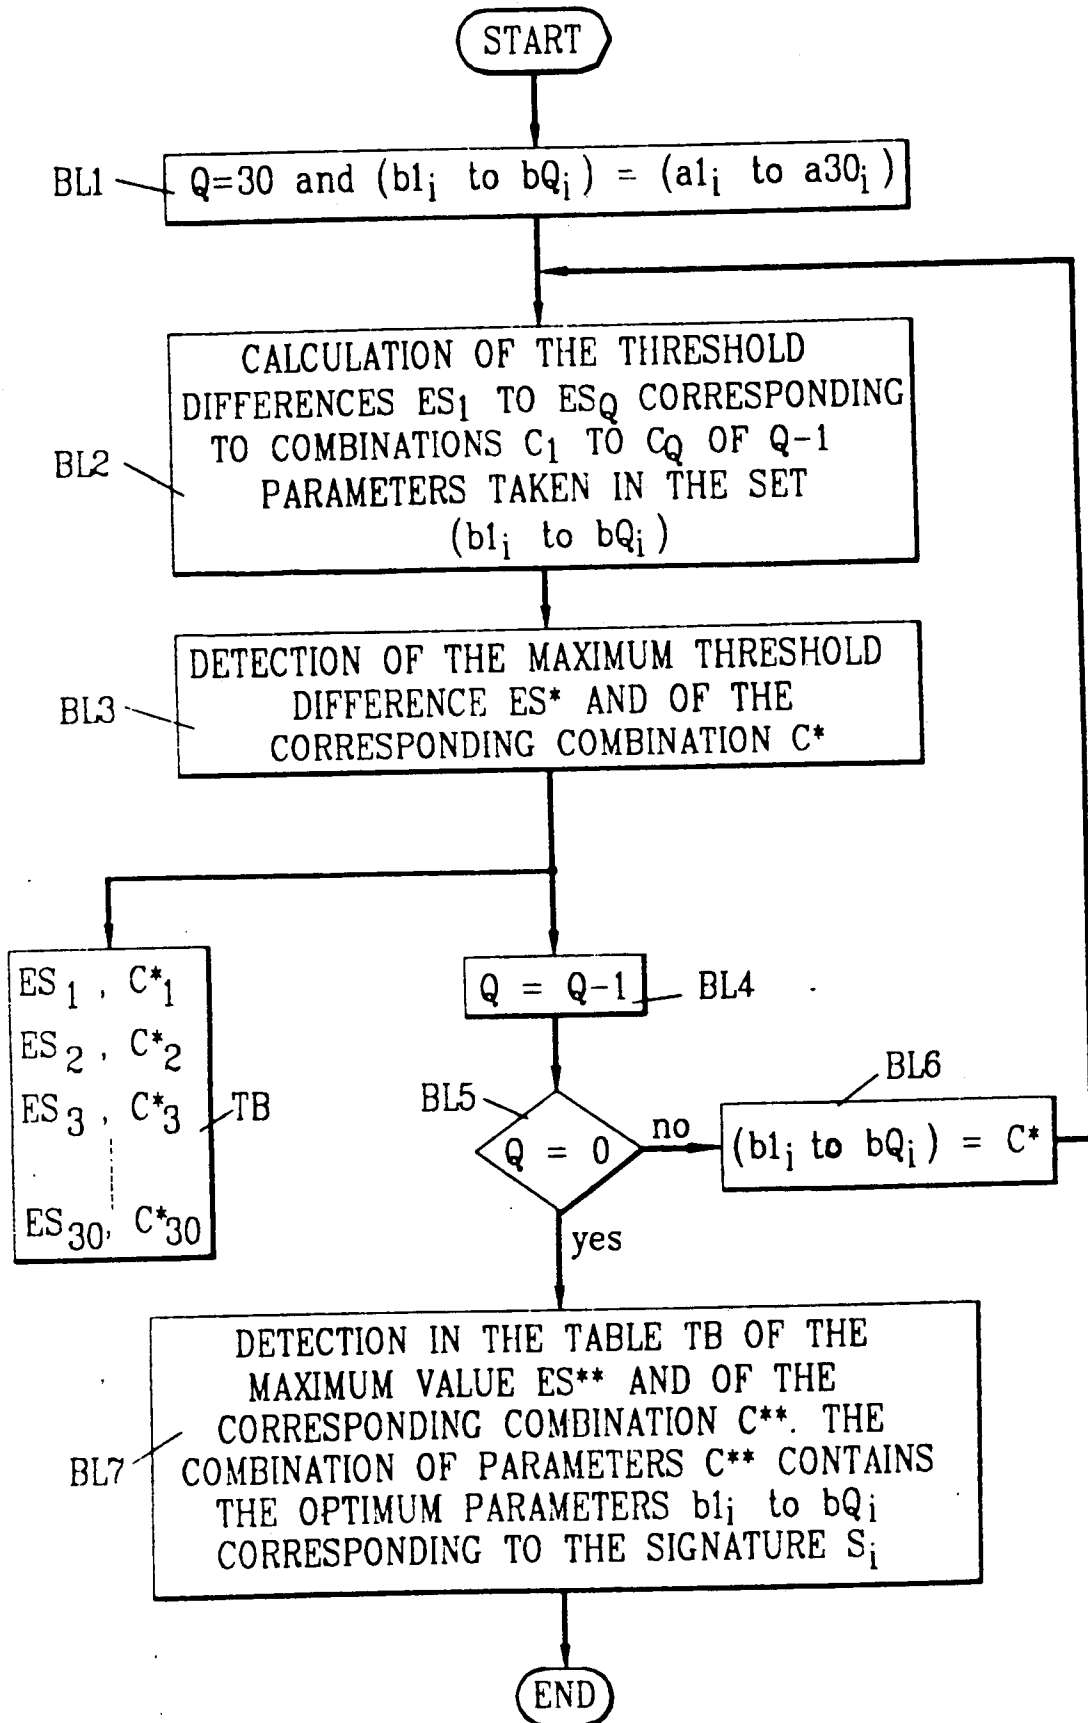 START
BL1
Q=30 and (b1i to bQi) = (a1i to a30i)
BL2
CALCULATION OF THE THRESHOLD
DIFFERENCES ES1 TO ESQ CORRESPONDING
TO COMBINATIONS C1 TO CQ OF Q-1
PARAMETERS TAKEN IN THE SET
(b1i to bQi)
BL3
DETECTION OF THE MAXIMUM THRESHOLD
DIFFERENCE ES* AND OF THE
CORRESPONDING COMBINATION C*
ES1, C*1
ES2, C*2
ES3, C*3
ES30, C*30
TB
Q = Q-1
BL4
BL5
Q = 0
no
BL6
(b1i to bQi) = C*
yes
BL7
DETECTION IN THE TABLE TB OF THE
MAXIMUM VALUE ES** AND OF THE
CORRESPONDING COMBINATION C**. THE
COMBINATION OF PARAMETERS C** CONTAINS
THE OPTIMUM PARAMETERS b1i to bQi
CORRESPONDING TO THE SIGNATURE Si
END